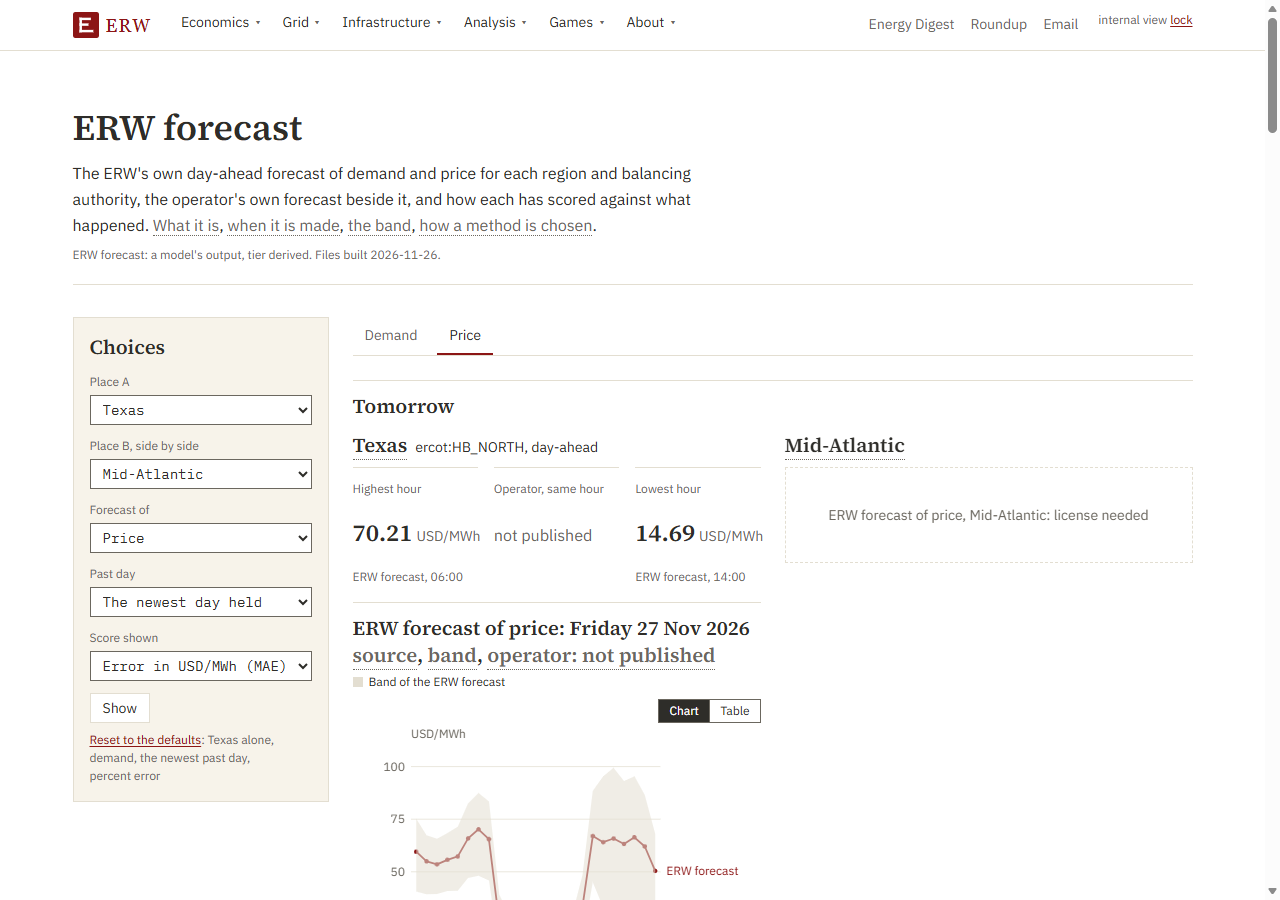 E ERW Economics Grid Infrastructure Analysis Games About Energy Digest Roundup Email internal view lock
ERW forecast
The ERW's own day-ahead forecast of demand and price for each region and balancing
authority, the operator's own forecast beside it, and how each has scored against what
happened. What it is, when it is made, the band, how a method is chosen.
ERW forecast: a model's output, tier derived. Files built 2026-11-26.
Choices
Place A
Texas
Place B, side by side
Mid-Atlantic
Forecast of
Price
Past day
The newest day held
Score shown
Error in USD/MWh (MAE)
Show
Reset to the defaults: Texas alone,
demand, the newest past day,
percent error
Demand Price
Tomorrow
Texas ercot:HB_NORTH, day-ahead
Highest hour Operator, same hour Lowest hour
70.21 USD/MWh not published 14.69 USD/MWh
ERW forecast, 06:00 ERW forecast, 14:00
Mid-Atlantic
ERW forecast of price, Mid-Atlantic: license needed
ERW forecast of price: Friday 27 Nov 2026
source, band, operator: not published
Band of the ERW forecast
Chart Table
USD/MWh
100
75
50
ERW forecast